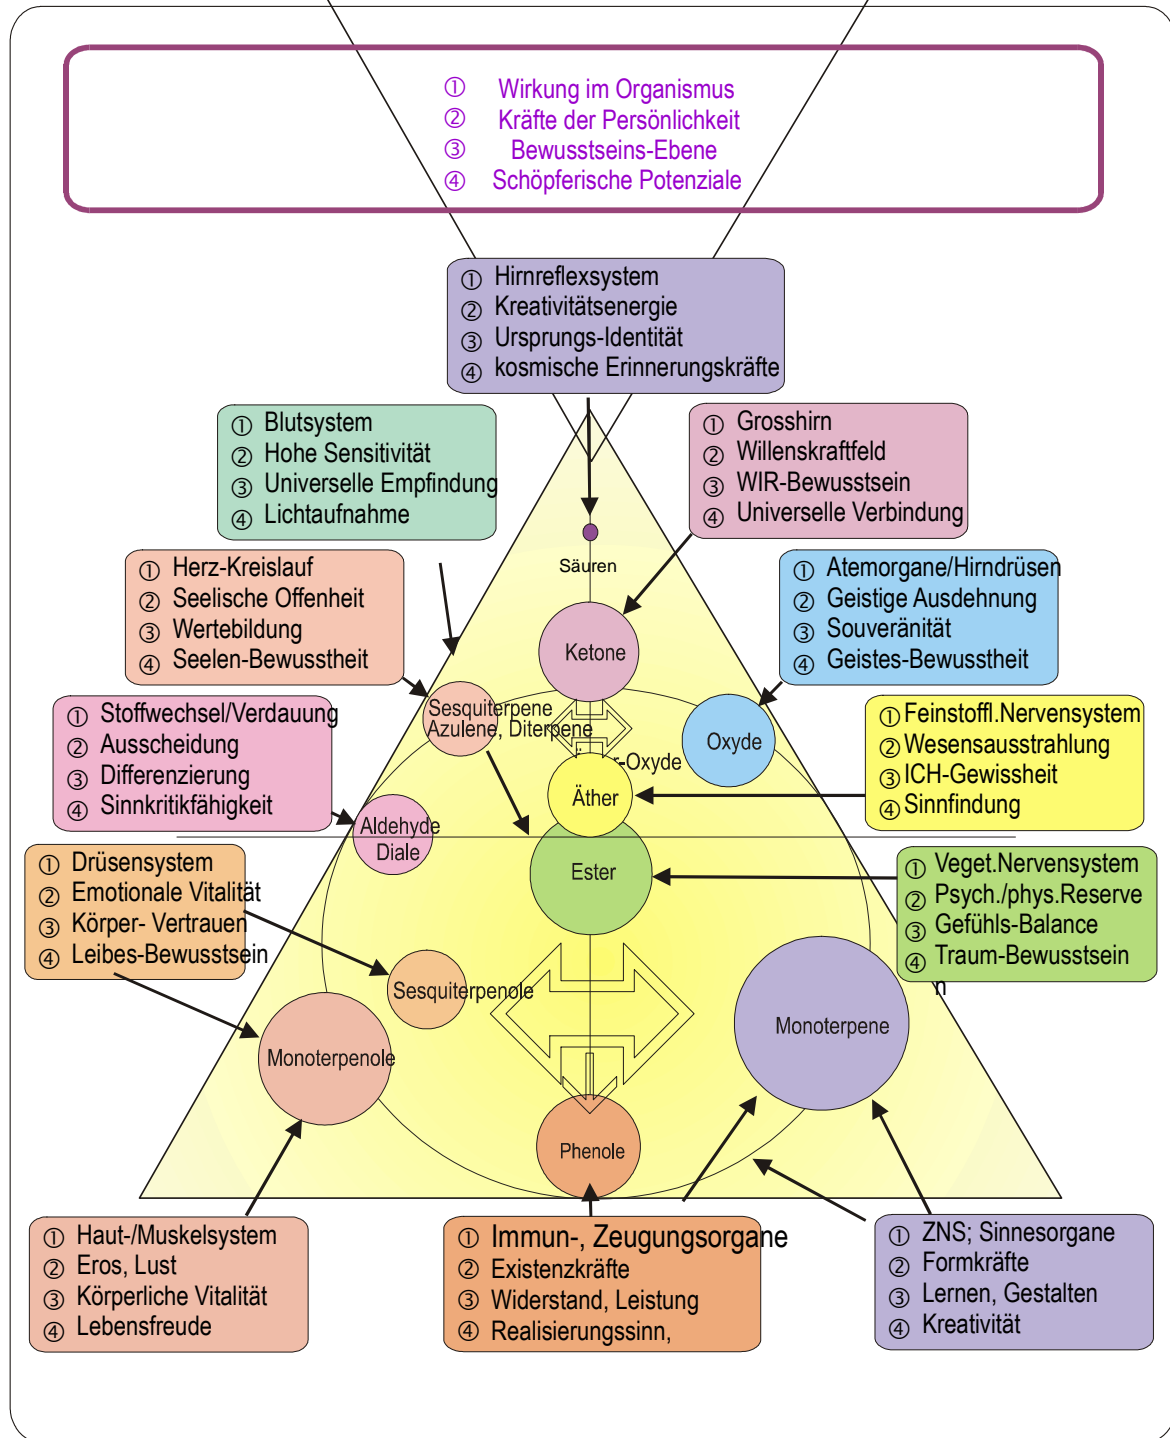 ① Wirkung im Organismus
② Kräfte der Persönlichkeit
③ Bewusstseins-Ebene
④ Schöpferische Potenziale
① Hirnreflexsystem
② Kreativitätsenergie
③ Ursprungs-Identität
④ kosmische Erinnerungskräfte
① Blutsystem
② Hohe Sensitivität
③ Universelle Empfindung
④ Lichtaufnahme
① Grosshirn
② Willenskraftfeld
③ WIR-Bewusstsein
④ Universelle Verbindung
Säuren
① Herz-Kreislauf
② Seelische Offenheit
③ Wertebildung
④ Seelen-Bewusstheit
Ketone
① Atemorgane/Hirndrüsen
② Geistige Ausdehnung
③ Souveränität
④ Geistes-Bewusstheit
① Stoffwechsel/Verdauung
② Ausscheidung
③ Differenzierung
④ Sinnkritikfähigkeit
Sesquiterpene
Azulene, Diterpene
Oxyde
r-Oxyde
Äther
① Feinstoffl.Nervensystem
② Wesensausstrahlung
③ ICH-Gewissheit
④ Sinnfindung
Aldehyde
Diale
Ester
① Drüsensystem
② Emotionale Vitalität
③ Körper- Vertrauen
④ Leibes-Bewusstsein
① Veget.Nervensystem
② Psych./phys.Reserve
③ Gefühls-Balance
④ Traum-Bewusstsein
n
Sesquiterpenole
Monoterpene
Monoterpenole
Phenole
① Haut-/Muskelsystem
② Eros, Lust
③ Körperliche Vitalität
④ Lebensfreude
① Immun-, Zeugungsorgane
② Existenzkräfte
③ Widerstand, Leistung
④ Realisierungssinn,
① ZNS; Sinnesorgane
② Formkräfte
③ Lernen, Gestalten
④ Kreativität